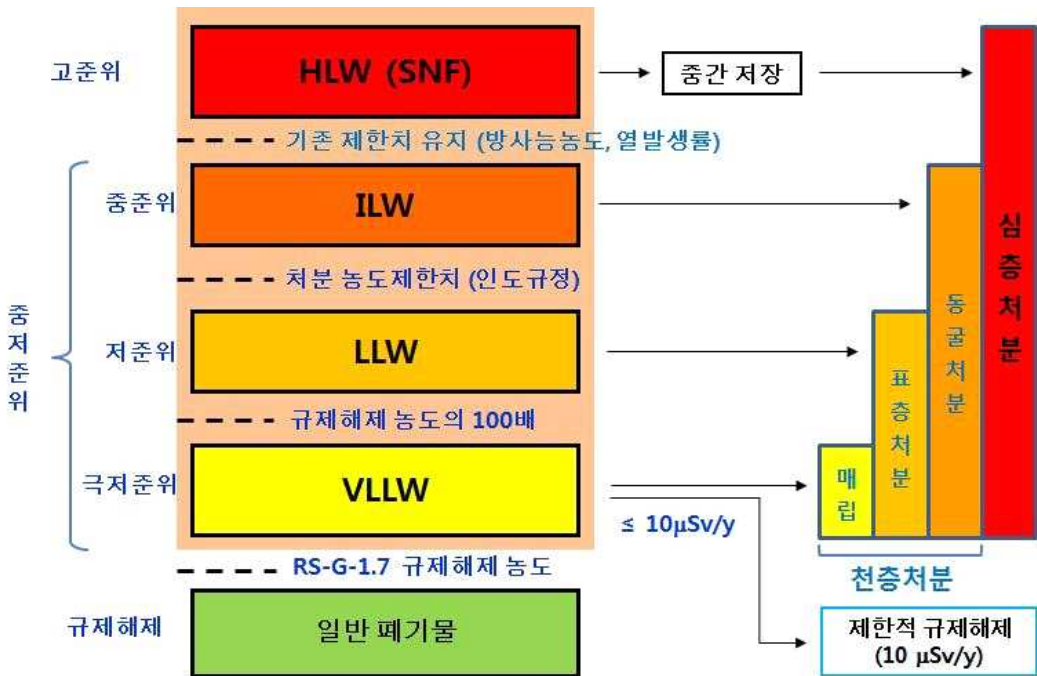 고준위
HLW (SNF)
중간 저장
기존 제한치 유지 (방사능농도, 열발생률)
중준위
ILW
처분 농도제한치 (인도규정)
중저준위
저준위
LLW
규제해제 농도의 100배
극저준위
VLLW
≤ 10μSv/y
RS-G-1.7 규제해제 농도
규제해제
일반 폐기물
매립
표층처분
동굴처분
심층처분
천층처분
제한적 규제해제
(10 μSv/y)